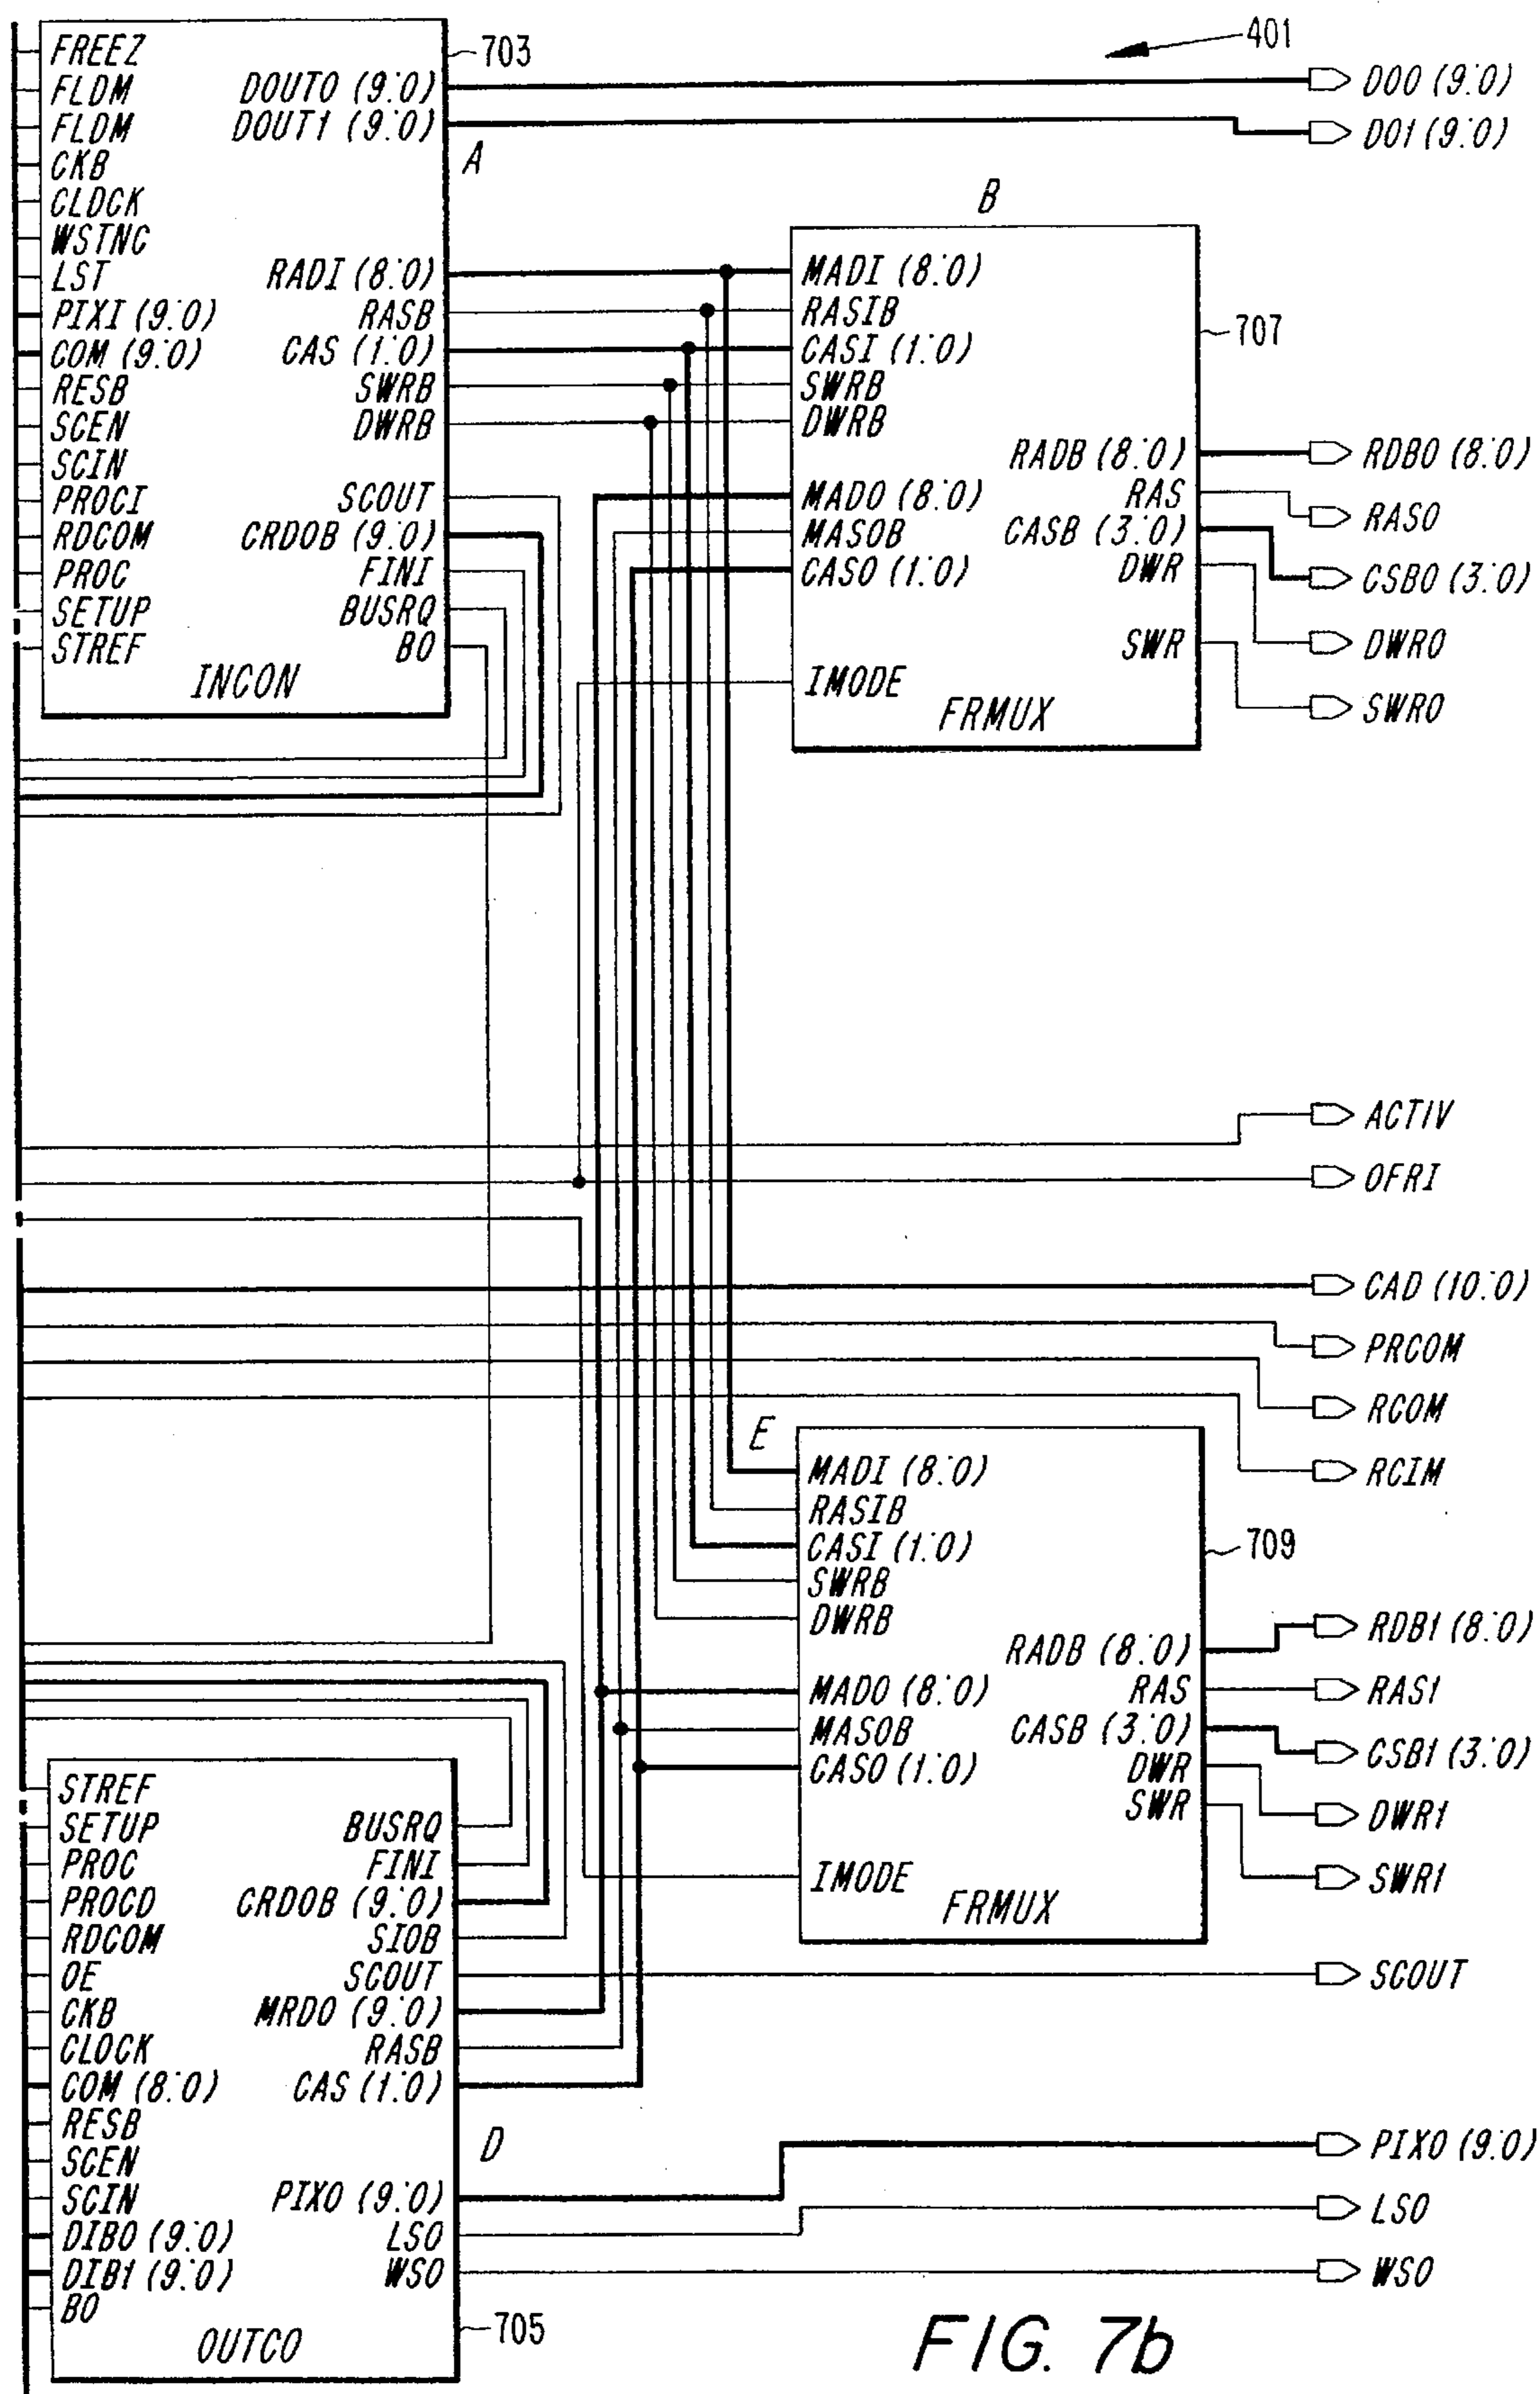 401
FREEZ
FLDM
FLDM
CKB
CLDCK
WSTNC
LST
PIXI (9:0)
COM (9:0)
RESB
SCEN
SCIN
PROCI
RDCOM
PROC
SETUP
STREF
DOUT0 (9:0)
DOUT1 (9:0)
RADI (8:0)
RASB
CAS (1:0)
SWRB
DWRB
SCOUT
CRDOB (9:0)
FINI
BUSRQ
BO
INCON
703
A
B
MADI (8:0)
RASIB
CASI (1:0)
SWRB
DWRB
MADO (8:0)
MASOB
CASO (1:0)
IMODE
RADB (8:0)
RAS
CASB (3:0)
DWR
SWR
FRMUX
707
DO0 (9:0)
DO1 (9:0)
RDB0 (8:0)
RAS0
CSB0 (3:0)
DWR0
SWR0
ACTIV
OFRI
CAD (10:0)
PRCOM
RCOM
RCIM
E
MADI (8:0)
RASIB
CASI (1:0)
SWRB
DWRB
MADO (8:0)
MASOB
CASO (1:0)
IMODE
RADB (8:0)
RAS
CASB (3:0)
DWR
SWR
FRMUX
709
RDB1 (8:0)
RAS1
CSB1 (3:0)
DWR1
SWR1
SCOUT
PIXO (9:0)
LSO
WSO
STREF
SETUP
PROC
PROCD
RDCOM
OE
CKB
CLOCK
COM (8:0)
RESB
SCEN
SCIN
DIB0 (9:0)
DIB1 (9:0)
BO
BUSRQ
FINI
CRDOB (9:0)
SIOB
SCOUT
MRDO (9:0)
RASB
CAS (1:0)
PIXO (9:0)
LSO
WSO
OUTCO
D
705
FIG. 7b